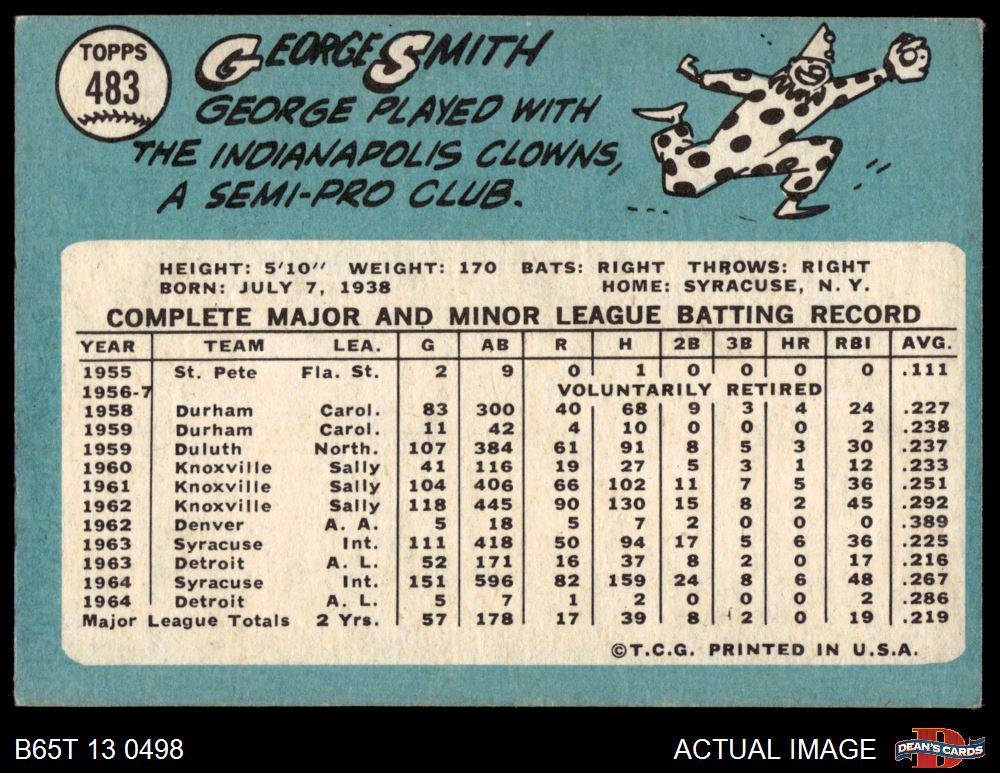 TOPPS
483
GEORGE SMITH
GEORGE PLAYED WITH
THE INDIANAPOLIS CLOWNS,
A SEMI-PRO CLUB.
HEIGHT: 5'10" WEIGHT: 170 BATS: RIGHT THROWS: RIGHT
BORN: JULY 7, 1938 HOME: SYRACUSE, N. Y.
COMPLETE MAJOR AND MINOR LEAGUE BATTING RECORD
YEAR TEAM LEA. G AB R H 2B 3B HR RBI AVG.
1955 St. Pete Fla. St. 2 9 0 1 0 0 0 0 .111
1956-7 VOLUNTARILY RETIRED
1958 Durham Carol. 83 300 40 68 9 3 4 24 .227
1959 Durham Carol. 11 42 4 10 0 0 0 2 .238
1959 Duluth North. 107 384 61 91 8 5 3 30 .237
1960 Knoxville Sally 41 116 19 27 5 3 1 12 .233
1961 Knoxville Sally 104 406 66 102 11 7 5 36 .251
1962 Knoxville Sally 118 445 90 130 15 8 2 45 .292
1962 Denver A. A. 5 18 5 7 2 0 0 0 .389
1963 Syracuse Int. 111 418 50 94 17 5 6 36 .225
1963 Detroit A. L. 52 171 16 37 8 2 0 17 .216
1964 Syracuse Int. 151 596 82 159 24 8 6 48 .267
1964 Detroit A. L. 5 7 1 2 0 0 0 2 .286
Major League Totals 2 Yrs. 57 178 17 39 8 2 0 19 .219
©T.C.G. PRINTED IN U.S.A.
B65T 13 0498 ACTUAL IMAGE
D
DEAN'S CARDS